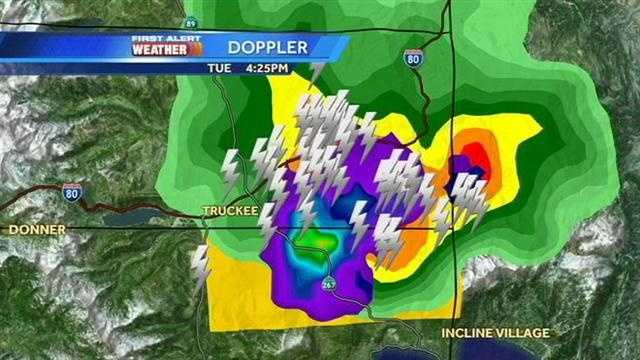 89
FIRST ALERT
WEATHER
DOPPLER
TUE 4:25PM
80
80
TRUCKEE
DONNER
267
INCLINE VILLAGE